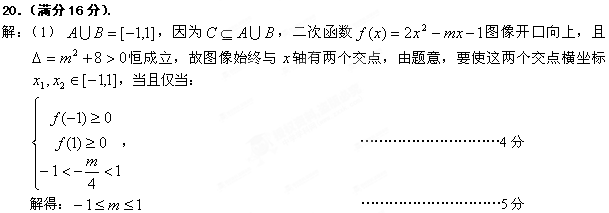 20．（满分16分）．
解：（1） A∪B=[-1,1]，因为 C⊆A∪B，二次函数 f(x)=2x²-mx-1图像开口向上，且
Δ=m²+8>0恒成立，故图像始终与 x轴有两个交点，由题意，要使这两个交点横坐标
x₁,x₂∈[-1,1]，当且仅当：
f(-1)≥0
f(1)≥0 ， …………………………4分
-1<-m/4<1
解得：-1≤m≤1 …………………………5分